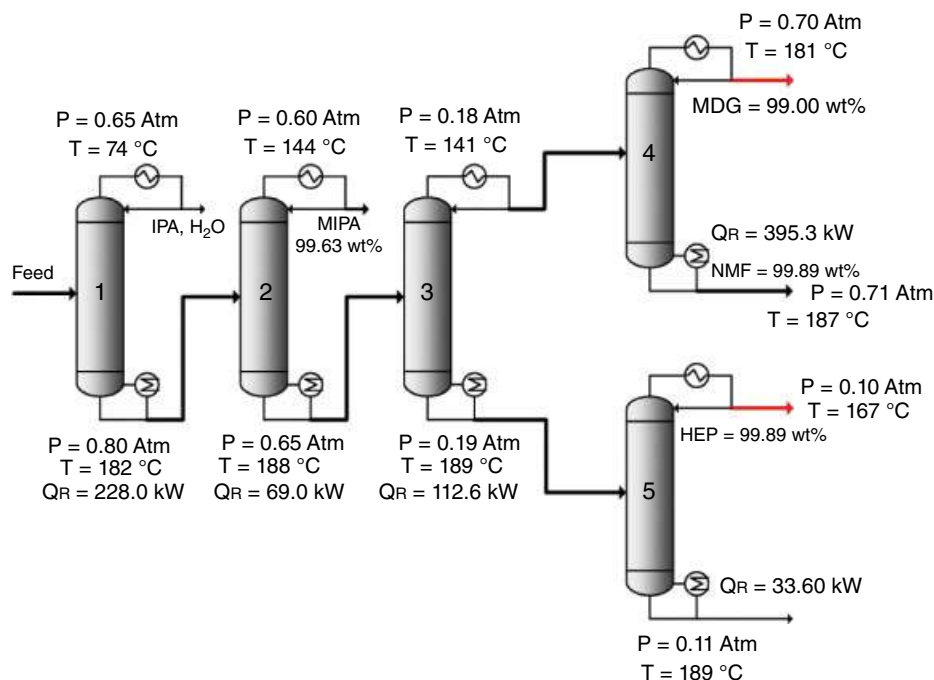 P = 0.70 Atm
T = 181 °C
MDG = 99.00 wt%
4
QR = 395.3 kW
NMF = 99.89 wt%
P = 0.71 Atm
T = 187 °C
P = 0.65 Atm
T = 74 °C
IPA, H2O
Feed
1
P = 0.80 Atm
T = 182 °C
QR = 228.0 kW
P = 0.60 Atm
T = 144 °C
MIPA
99.63 wt%
2
P = 0.65 Atm
T = 188 °C
QR = 69.0 kW
P = 0.18 Atm
T = 141 °C
3
P = 0.19 Atm
T = 189 °C
QR = 112.6 kW
P = 0.10 Atm
T = 167 °C
HEP = 99.89 wt%
5
QR = 33.60 kW
P = 0.11 Atm
T = 189 °C